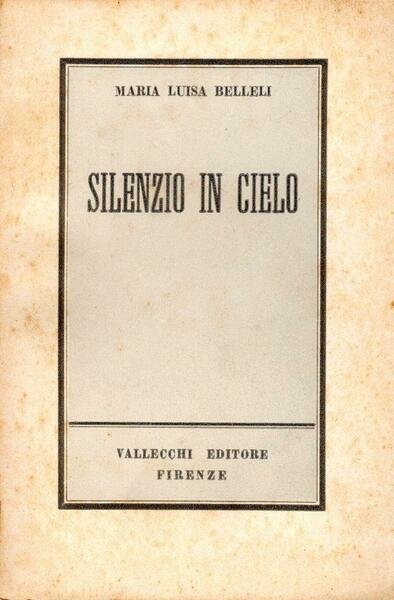 MARIA LUISA BELLELI
SILENZIO IN CIELO
VALLECCHI EDITORE
FIRENZE